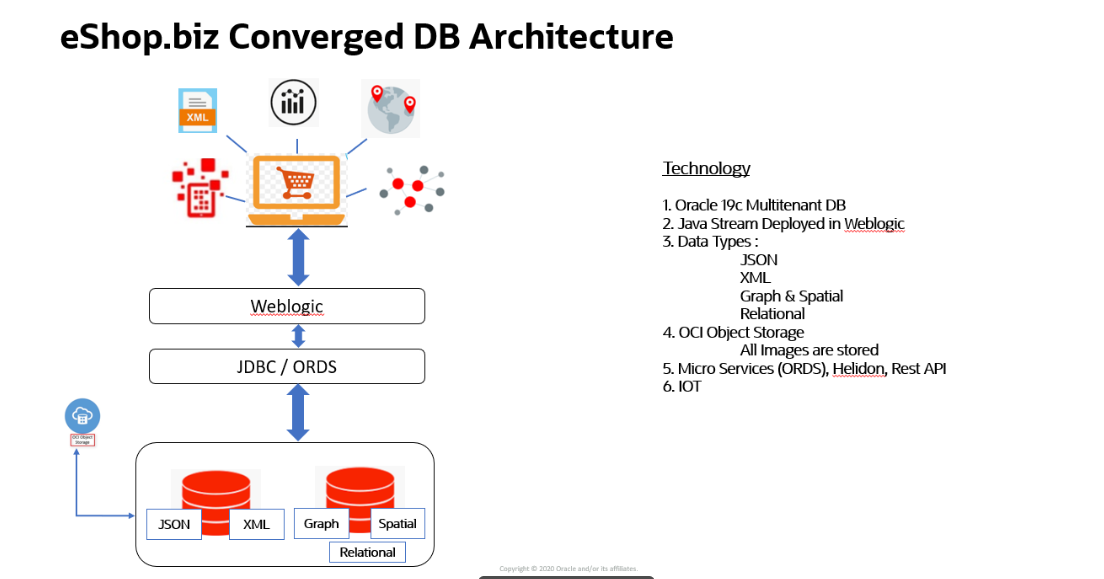 eShop.biz Converged DB Architecture
XML
Weblogic
JDBC / ORDS
OCI Object
Storage
JSON
XML
Graph
Spatial
Relational
Technology
1. Oracle 19c Multitenant DB
2. Java Stream Deployed in Weblogic
3. Data Types :
JSON
XML
Graph & Spatial
Relational
4. OCI Object Storage
All Images are stored
5. Micro Services (ORDS), Helidon, Rest API
6. IOT
Copyright © 2020 Oracle and/or its affiliates.